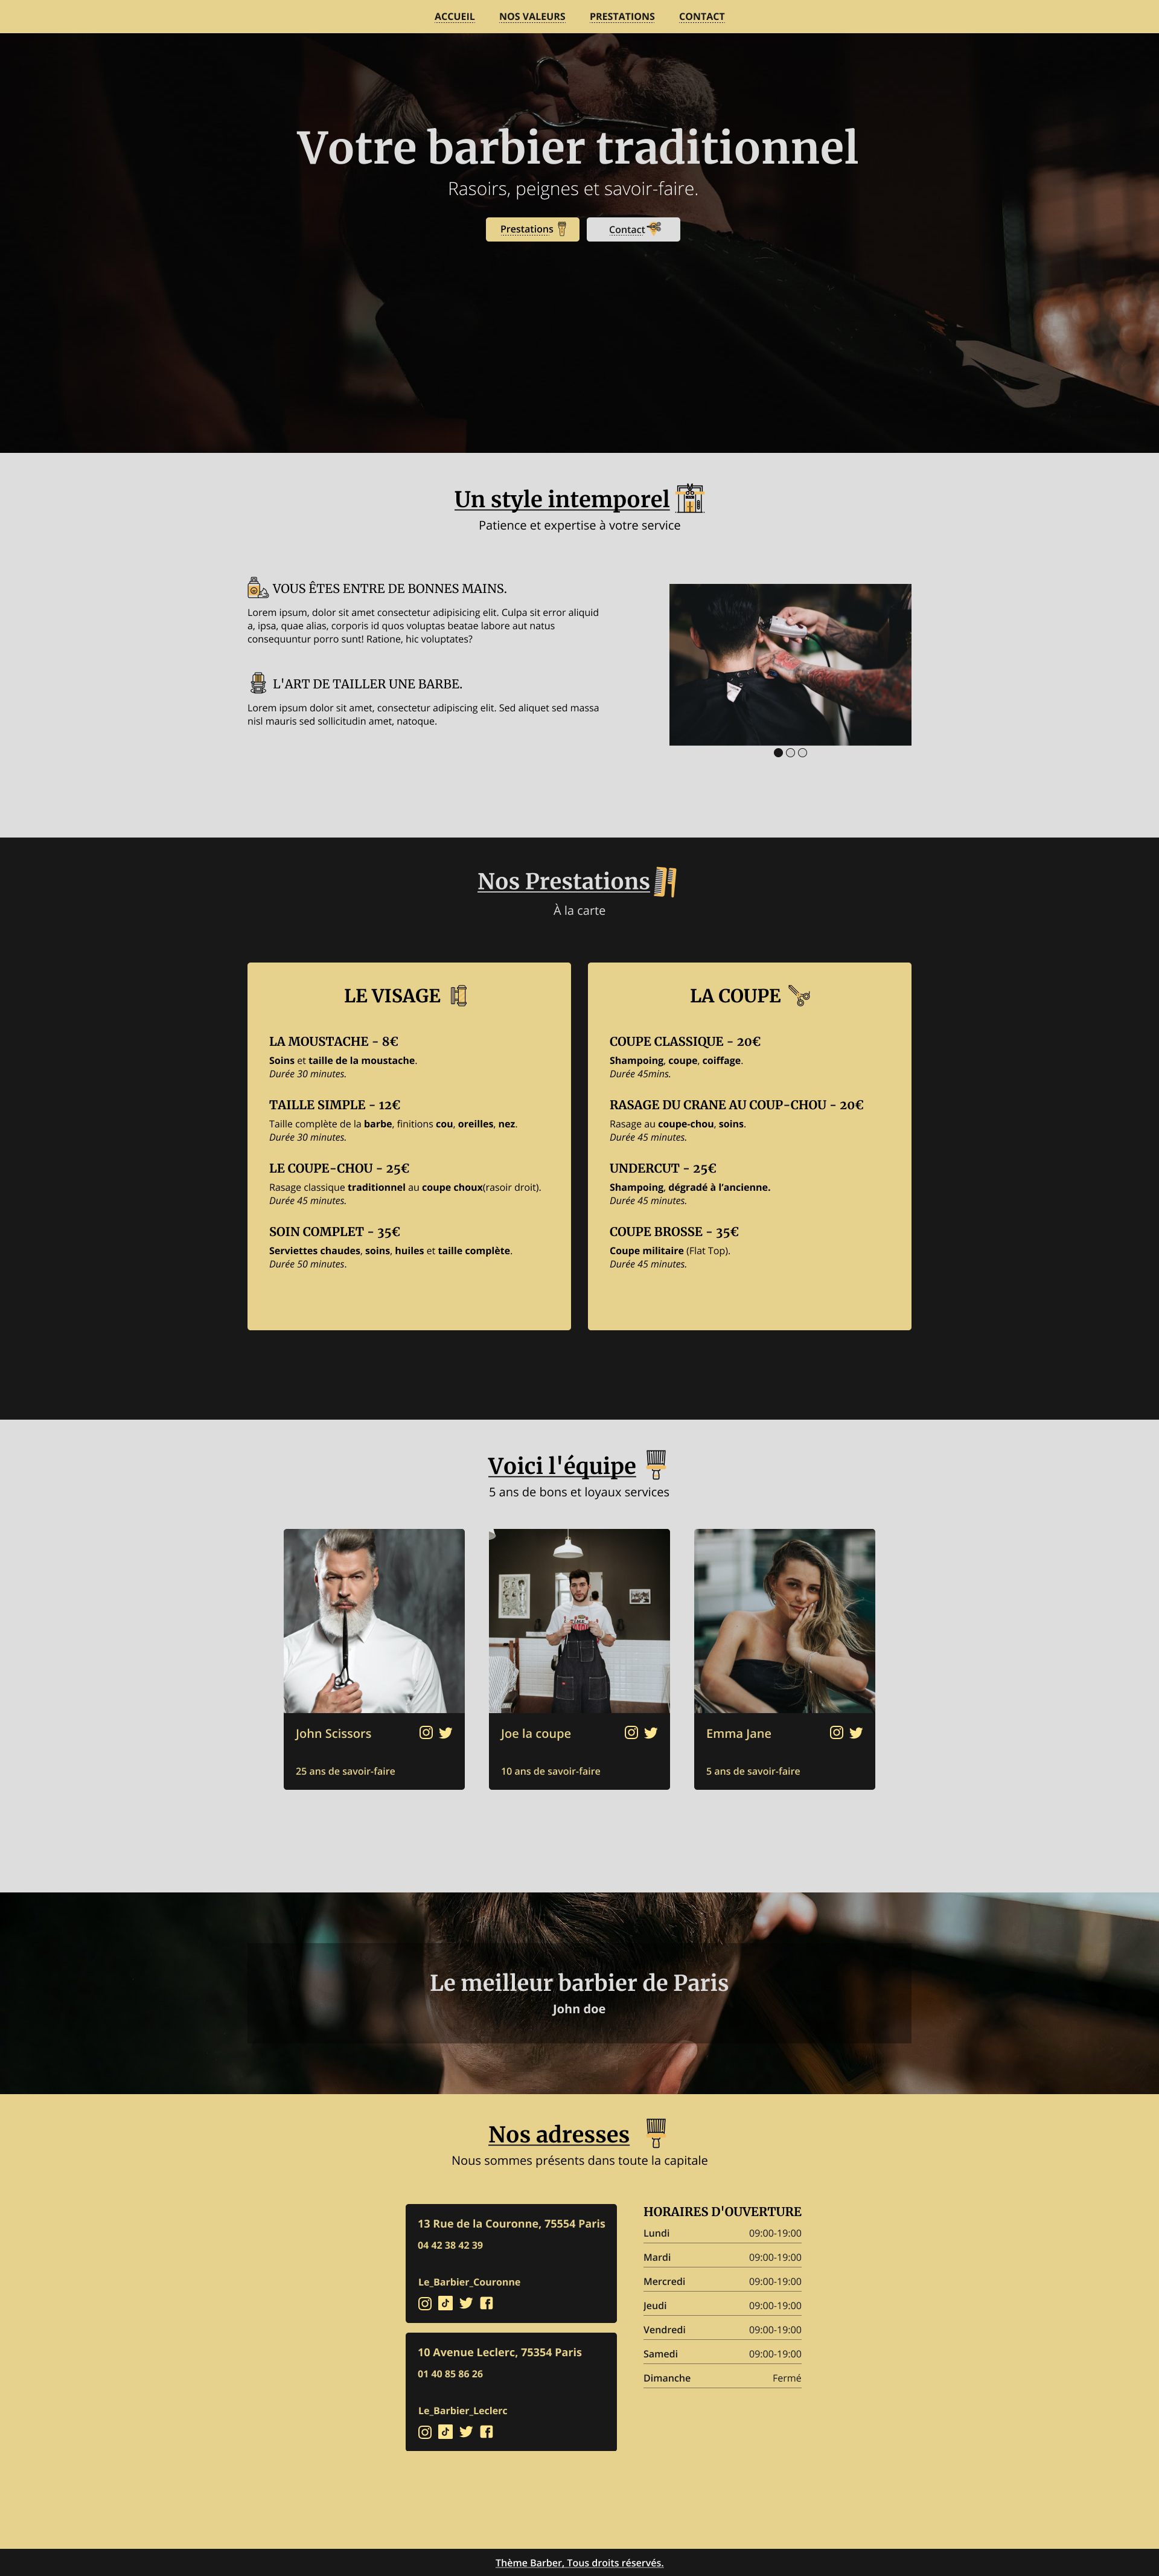 ACCUEIL NOS VALEURS PRESTATIONS CONTACT
Votre barbier traditionnel
Rasoirs, peignes et savoir-faire.
Prestations Contact
Un style intemporel
Patience et expertise à votre service
VOUS ÊTES ENTRE DE BONNES MAINS.
Lorem ipsum, dolor sit amet consectetur adipisicing elit. Culpa sit error aliquid
a, ipsa, quae alias, corporis id quos voluptas beatae labore aut natus
consequuntur porro sunt! Ratione, hic voluptates?
L'ART DE TAILLER UNE BARBE.
Lorem ipsum dolor sit amet, consectetur adipiscing elit. Sed aliquet sed massa
nisl mauris sed sollicitudin amet, natoque.
Nos Prestations
À la carte
LE VISAGE
LA MOUSTACHE - 8€
Soins et taille de la moustache.
Durée 30 minutes.
TAILLE SIMPLE - 12€
Taille complète de la barbe, finitions cou, oreilles, nez.
Durée 30 minutes.
LE COUPE-CHOU - 25€
Rasage classique traditionnel au coupe choux(rasoir droit).
Durée 45 minutes.
SOIN COMPLET - 35€
Serviettes chaudes, soins, huiles et taille complète.
Durée 50 minutes.
LA COUPE
COUPE CLASSIQUE - 20€
Shampoing, coupe, coiffage.
Durée 45mins.
RASAGE DU CRANE AU COUP-CHOU - 20€
Rasage au coupe-chou, soins.
Durée 45 minutes.
UNDERCUT - 25€
Shampoing, dégradé à l’ancienne.
Durée 45 minutes.
COUPE BROSSE - 35€
Coupe militaire (Flat Top).
Durée 45 minutes.
Voici l'équipe
5 ans de bons et loyaux services
John Scissors
25 ans de savoir-faire
Joe la coupe
10 ans de savoir-faire
Emma Jane
5 ans de savoir-faire
Le meilleur barbier de Paris
John doe
Nos adresses
Nous sommes présents dans toute la capitale
13 Rue de la Couronne, 75554 Paris
04 42 38 42 39
Le_Barbier_Couronne
10 Avenue Leclerc, 75354 Paris
01 40 85 86 26
Le_Barbier_Leclerc
HORAIRES D'OUVERTURE
Lundi 09:00-19:00
Mardi 09:00-19:00
Mercredi 09:00-19:00
Jeudi 09:00-19:00
Vendredi 09:00-19:00
Samedi 09:00-19:00
Dimanche Fermé
Thème Barber, Tous droits réservés.